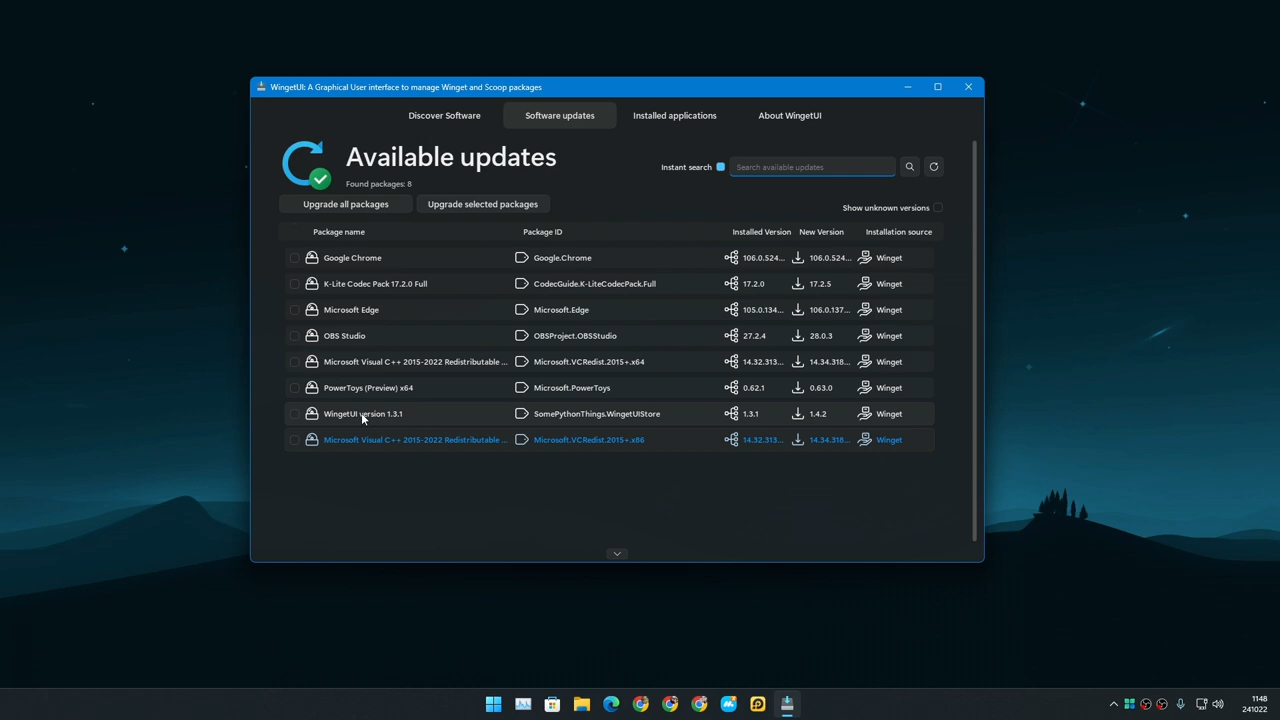 WingetUI: A Graphical User interface to manage Winget and Scoop packages
Discover Software Software updates Installed applications About WingetUI
Available updates
Found packages: 8
Instant search Search available updates
Upgrade all packages Upgrade selected packages
Show unknown versions
Package name Package ID Installed Version New Version Installation source
Google Chrome Google.Chrome 106.0.524... 106.0.524... Winget
K-Lite Codec Pack 17.2.0 Full CodecGuide.K-LiteCodecPack.Full 17.2.0 17.2.5 Winget
Microsoft Edge Microsoft.Edge 105.0.134... 106.0.137... Winget
OBS Studio OBSProject.OBSStudio 27.2.4 28.0.3 Winget
Microsoft Visual C++ 2015-2022 Redistributable ... Microsoft.VCRedist.2015+.x64 14.32.313... 14.34.318... Winget
PowerToys (Preview) x64 Microsoft.PowerToys 0.62.1 0.63.0 Winget
WingetUI version 1.3.1 SomePythonThings.WingetUIStore 1.3.1 1.4.2 Winget
Microsoft Visual C++ 2015-2022 Redistributable ... Microsoft.VCRedist.2015+.x86 14.32.313... 14.34.318... Winget
1148
241022